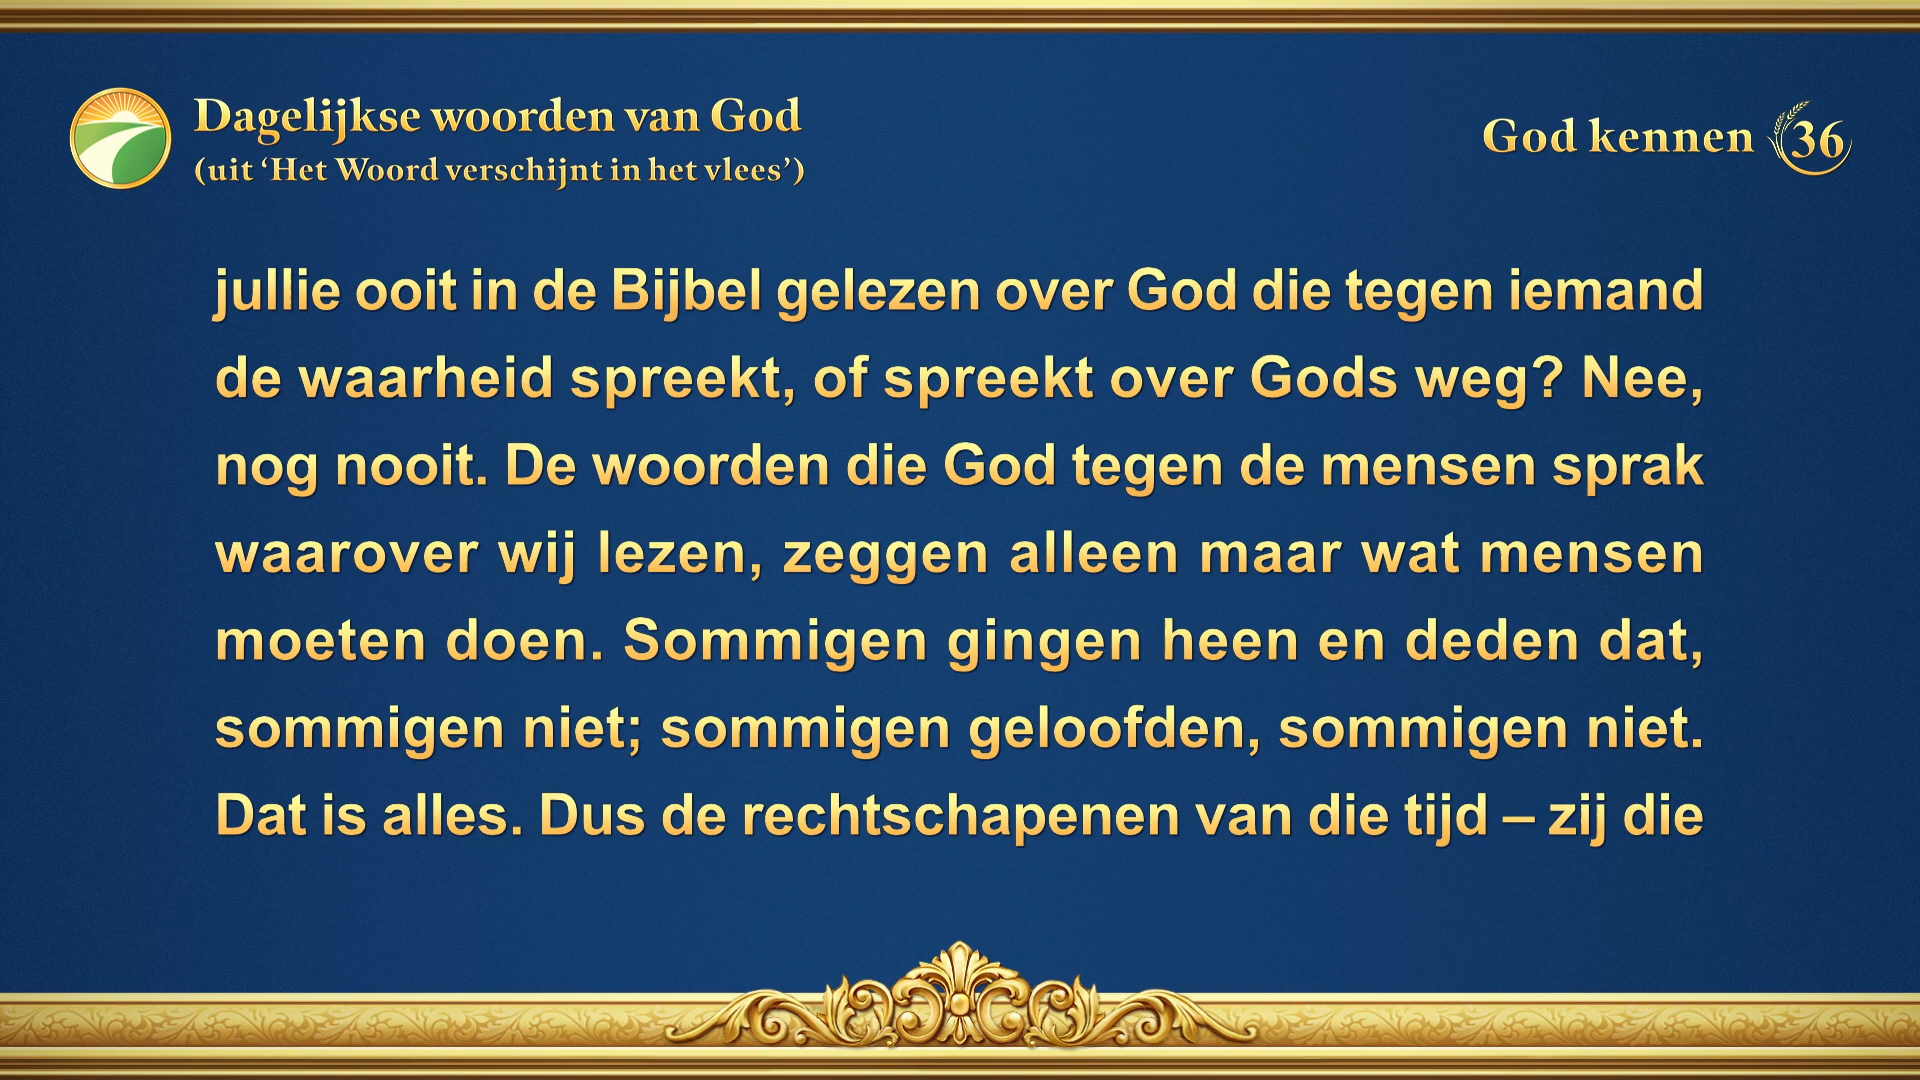 Dagelijkse woorden van God
(uit ‘Het Woord verschijnt in het vlees’)
God kennen 36
jullie ooit in de Bijbel gelezen over God die tegen iemand
de waarheid spreekt, of spreekt over Gods weg? Nee,
nog nooit. De woorden die God tegen de mensen sprak
waarover wij lezen, zeggen alleen maar wat mensen
moeten doen. Sommigen gingen heen en deden dat,
sommigen niet; sommigen geloofden, sommigen niet.
Dat is alles. Dus de rechtschapenen van die tijd – zij die